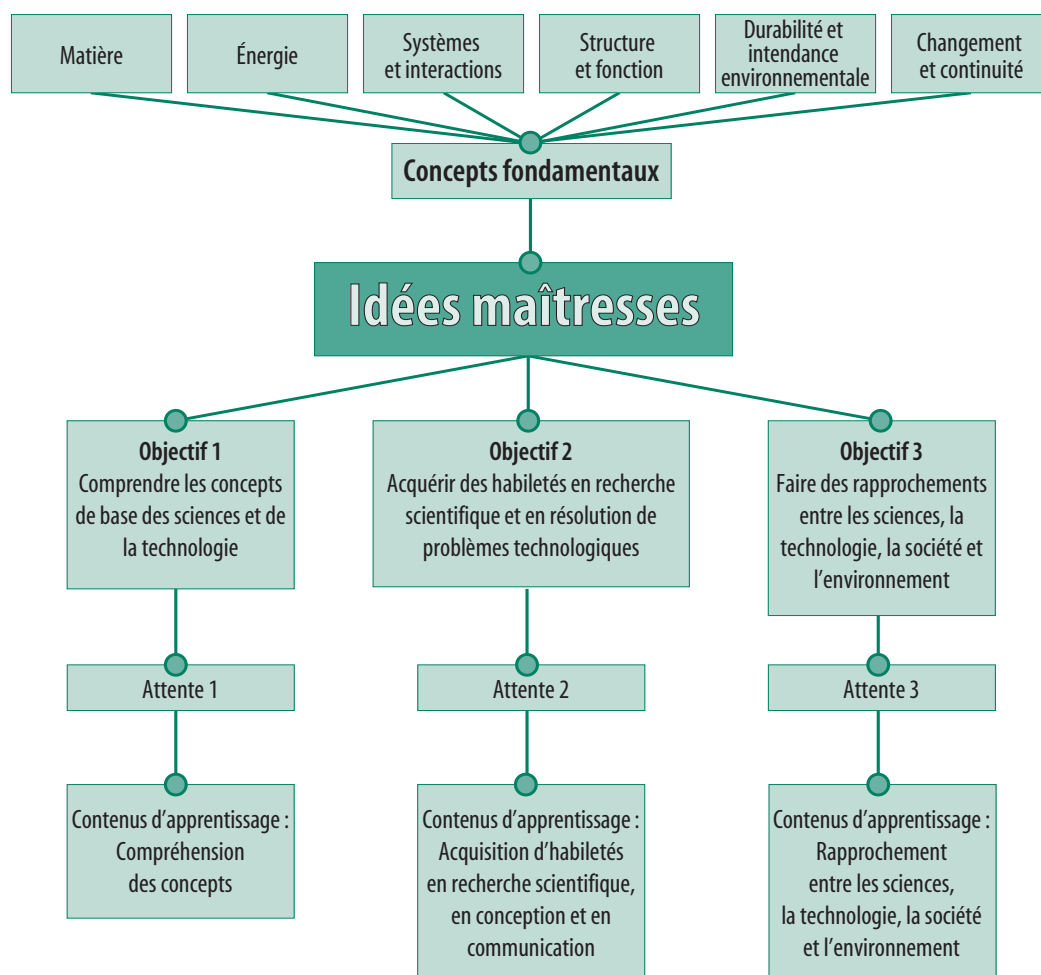 Matière
Énergie
Systèmes
et interactions
Structure
et fonction
Durabilité et
intendance
environnementale
Changement
et continuité
Concepts fondamentaux
Idées maîtresses
Objectif 1
Comprendre les concepts
de base des sciences et de
la technologie
Objectif 2
Acquérir des habiletés en recherche
scientifique et en résolution de
problèmes technologiques
Objectif 3
Faire des rapprochements
entre les sciences, la
technologie, la société et
l'environnement
Attente 1
Attente 2
Attente 3
Contenus d'apprentissage :
Compréhension
des concepts
Contenus d'apprentissage :
Acquisition d'habiletés
en recherche scientifique,
en conception et en
communication
Contenus d'apprentissage :
Rapprochement
entre les sciences,
la technologie, la société
et l'environnement